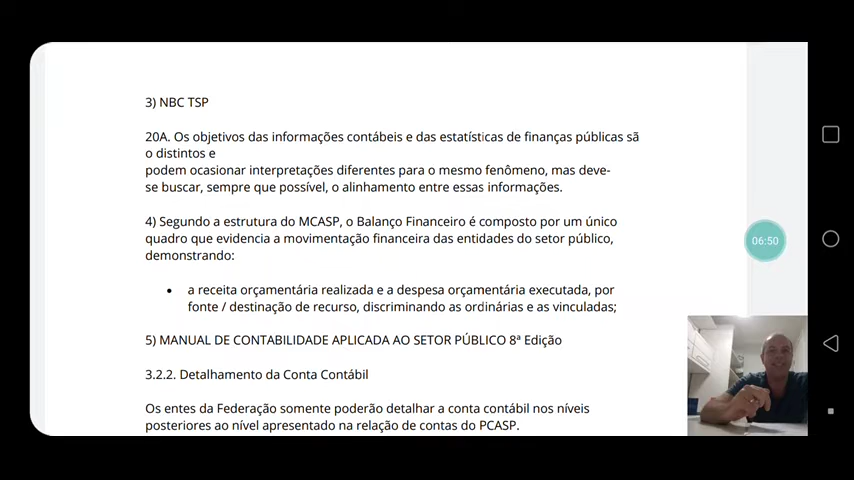 3) NBC TSP
20A. Os objetivos das informações contábeis e das estatísticas de finanças públicas sã
o distintos e
podem ocasionar interpretações diferentes para o mesmo fenômeno, mas deve-
se buscar, sempre que possível, o alinhamento entre essas informações.
4) Segundo a estrutura do MCASP, o Balanço Financeiro é composto por um único
quadro que evidencia a movimentação financeira das entidades do setor público,
demonstrando:
• a receita orçamentária realizada e a despesa orçamentária executada, por
fonte / destinação de recurso, discriminando as ordinárias e as vinculadas;
5) MANUAL DE CONTABILIDADE APLICADA AO SETOR PÚBLICO 8ª Edição
3.2.2. Detalhamento da Conta Contábil
Os entes da Federação somente poderão detalhar a conta contábil nos níveis
posteriores ao nível apresentado na relação de contas do PCASP.
06:50